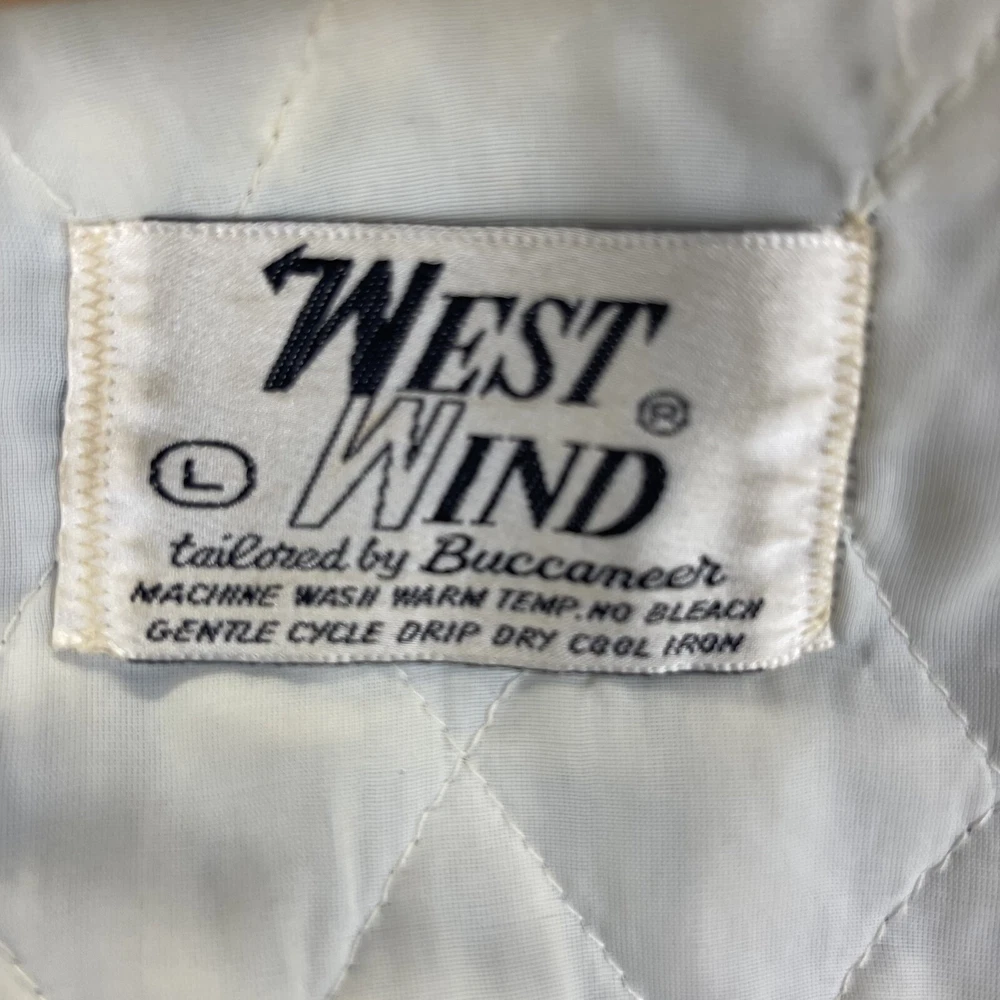 WEST
WIND ®
L
tailored by Buccaneer
MACHINE WASH WARM TEMP. NO BLEACH
GENTLE CYCLE DRIP DRY COOL IRON